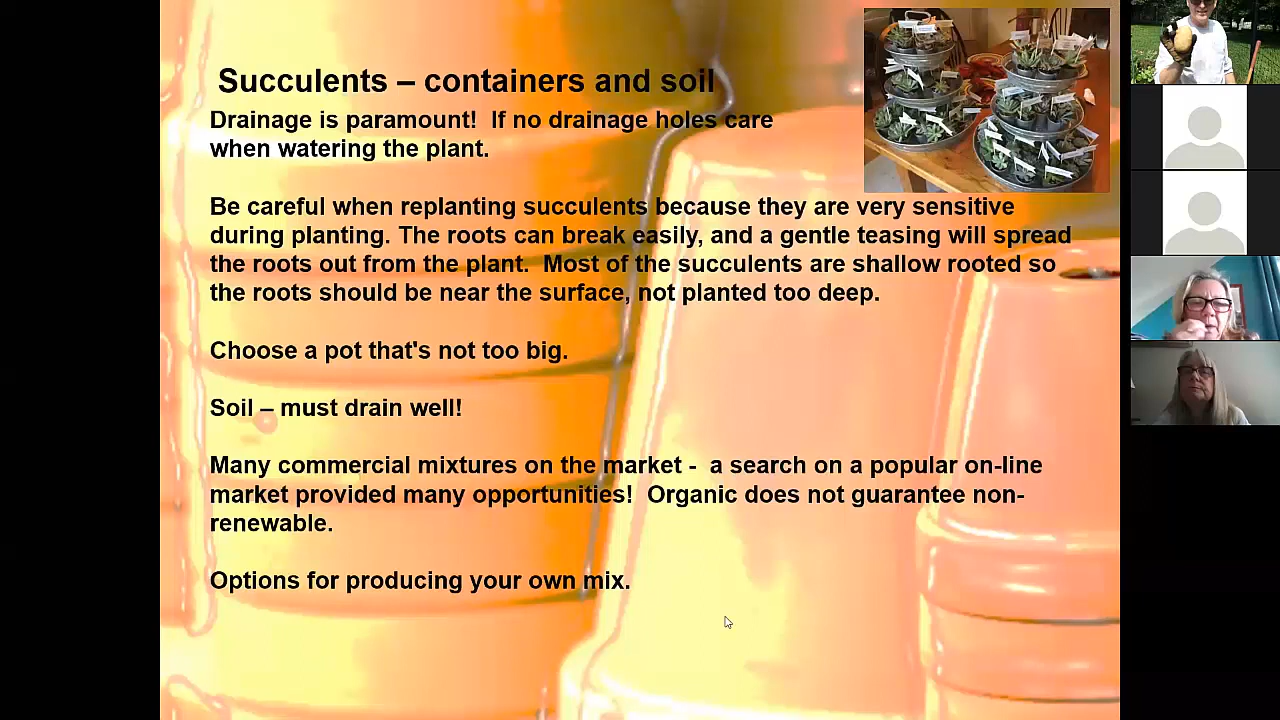 Succulents – containers and soil
Drainage is paramount!  If no drainage holes care
when watering the plant.
Be careful when replanting succulents because they are very sensitive
during planting. The roots can break easily, and a gentle teasing will spread
the roots out from the plant.  Most of the succulents are shallow rooted so
the roots should be near the surface, not planted too deep.
Choose a pot that's not too big.
Soil – must drain well!
Many commercial mixtures on the market -  a search on a popular on-line
market provided many opportunities!  Organic does not guarantee non-
renewable.
Options for producing your own mix.